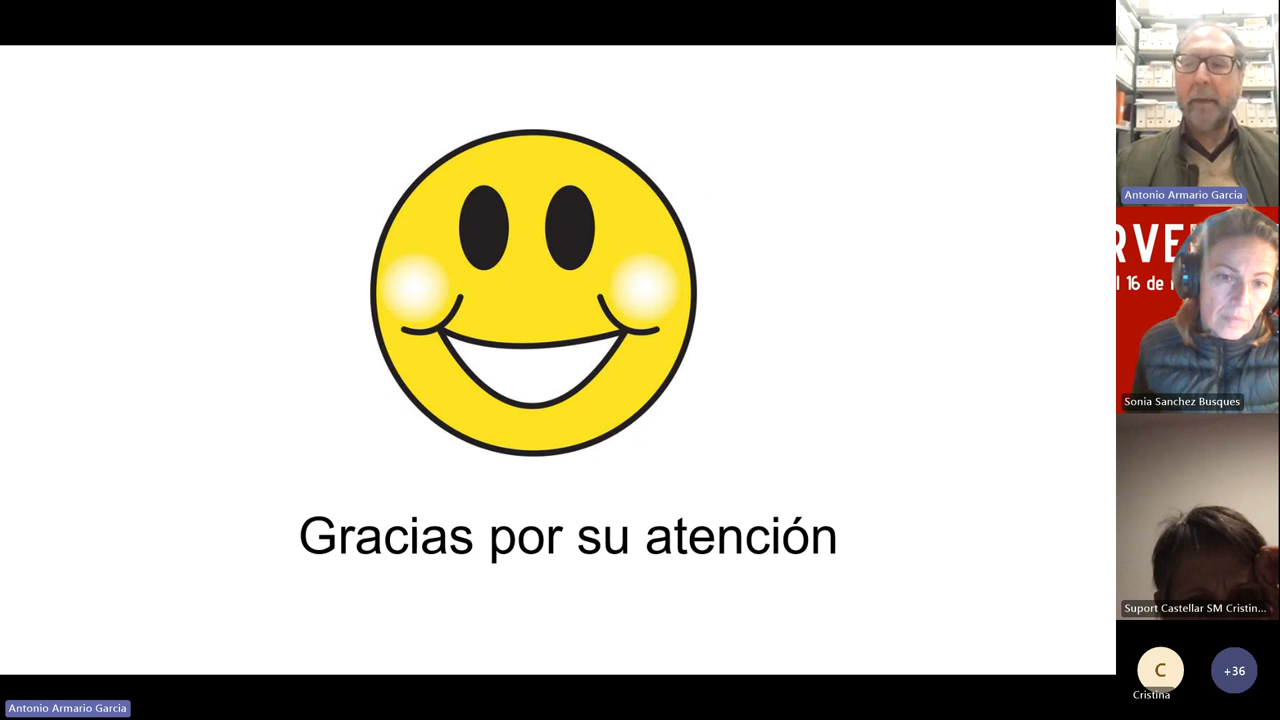 Gracias por su atención
Antonio Armario Garcia
Antonio Armario Garcia
RVE
l 16 de
Sonia Sanchez Busques
Suport Castellar SM Cristin...
C
Cristina
+36